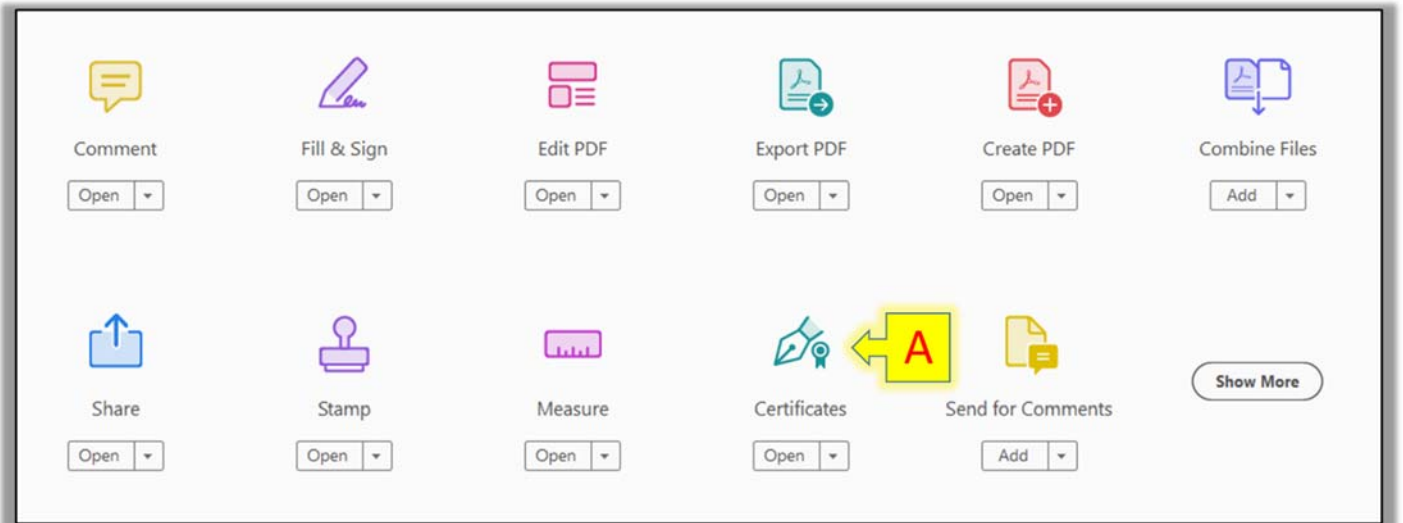 Comment Fill & Sign Edit PDF Export PDF Create PDF Combine Files
Open Open Open Open Open Add
A
Share Stamp Measure Certificates Send for Comments Show More
Open Open Open Open Add